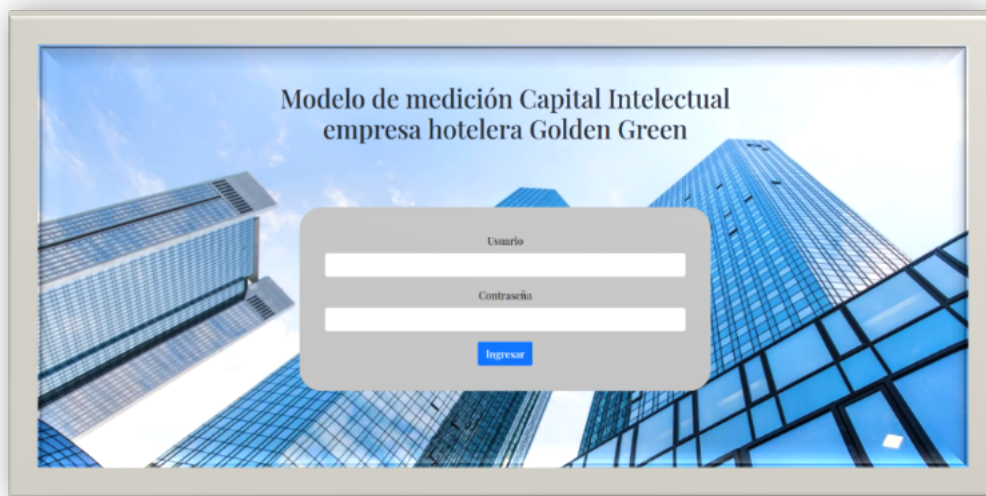 Modelo de medición Capital Intelectual
empresa hotelera Golden Green
Usuario
Contraseña
Ingresar